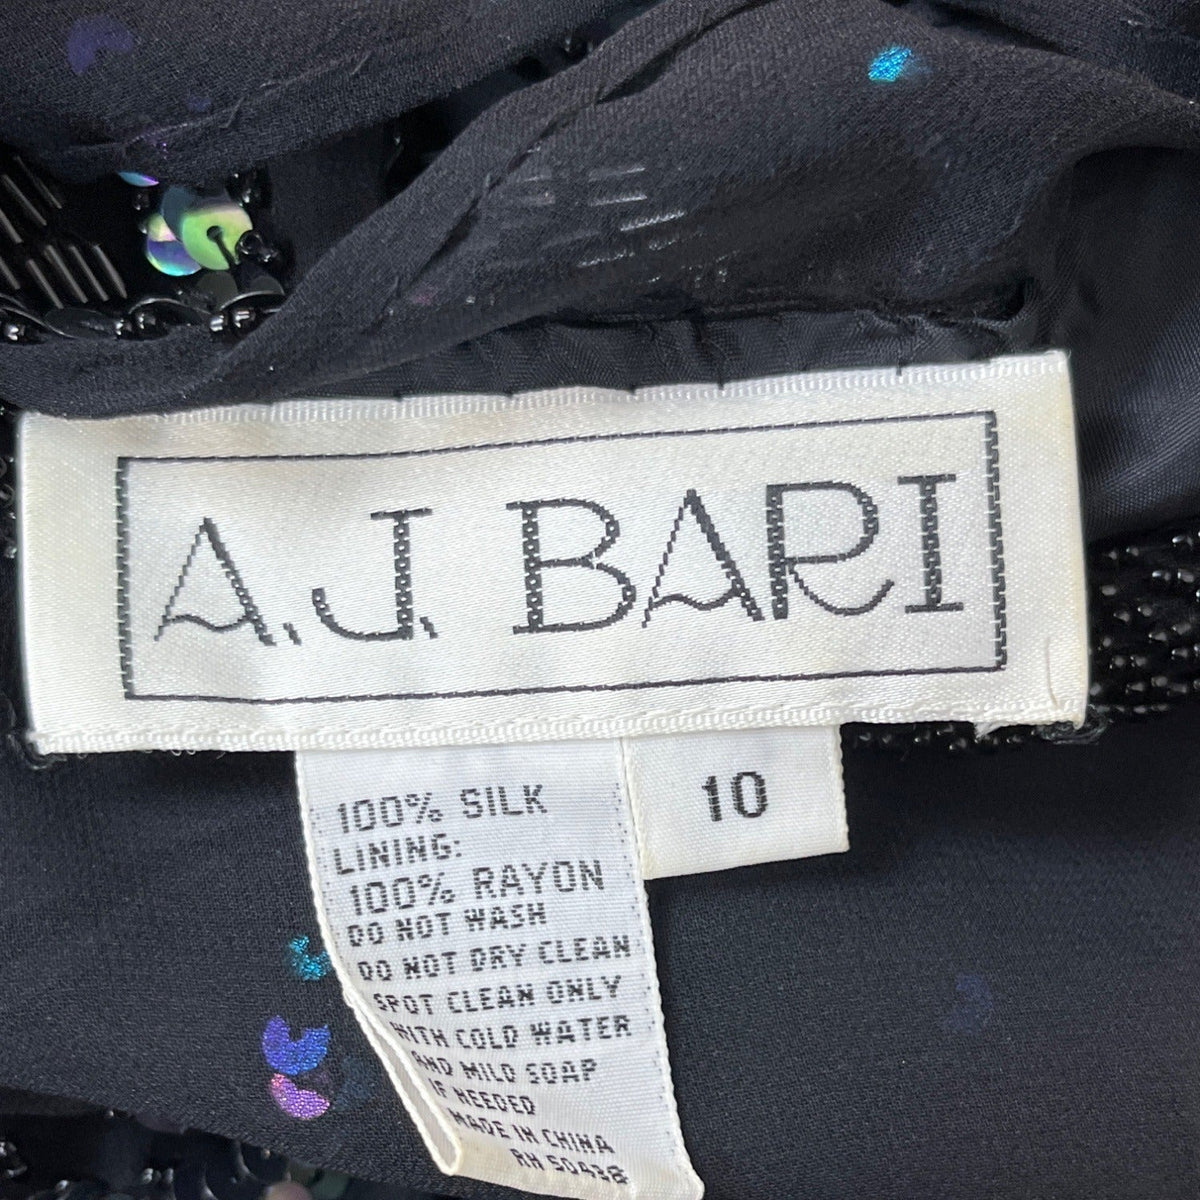 A.J. BARI
10
100% SILK
LINING:
100% RAYON
DO NOT WASH
DO NOT DRY CLEAN
SPOT CLEAN ONLY
WITH COLD WATER
AND MILD SOAP
IF NEEDED
MADE IN CHINA
RN 50438